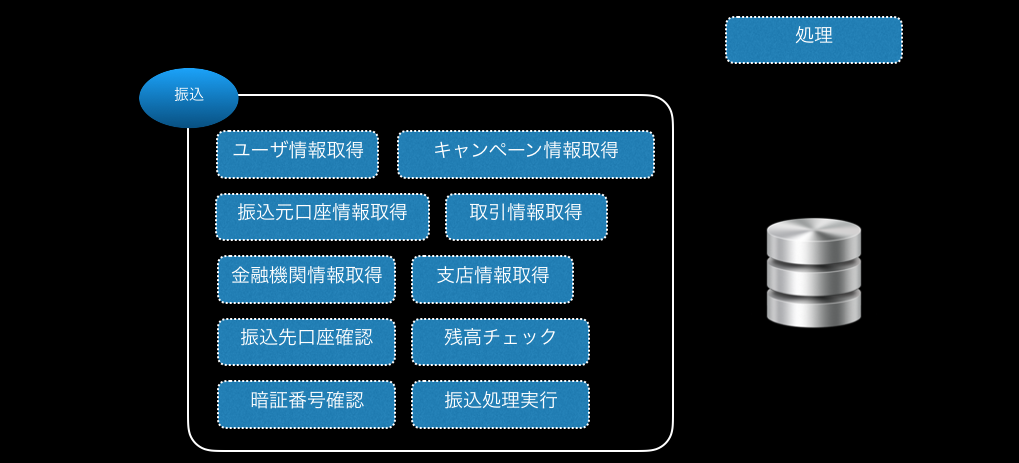 処理
振込
ユーザ情報取得
キャンペーン情報取得
振込元口座情報取得
取引情報取得
金融機関情報取得
支店情報取得
振込先口座確認
残高チェック
暗証番号確認
振込処理実行